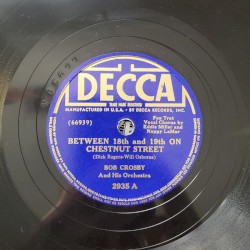 DECCA
MANUFACTURED IN U.S.A. BY DECCA RECORDS, INC.
(66939)
Fox Trot
Vocal Chorus by
Eddie Miller and
Nappy LaMar
BETWEEN 18th and 19th ON
CHESTNUT STREET
(Dick Rogers-Will Osborne)
BOB CROSBY
And His Orchestra
2935 A